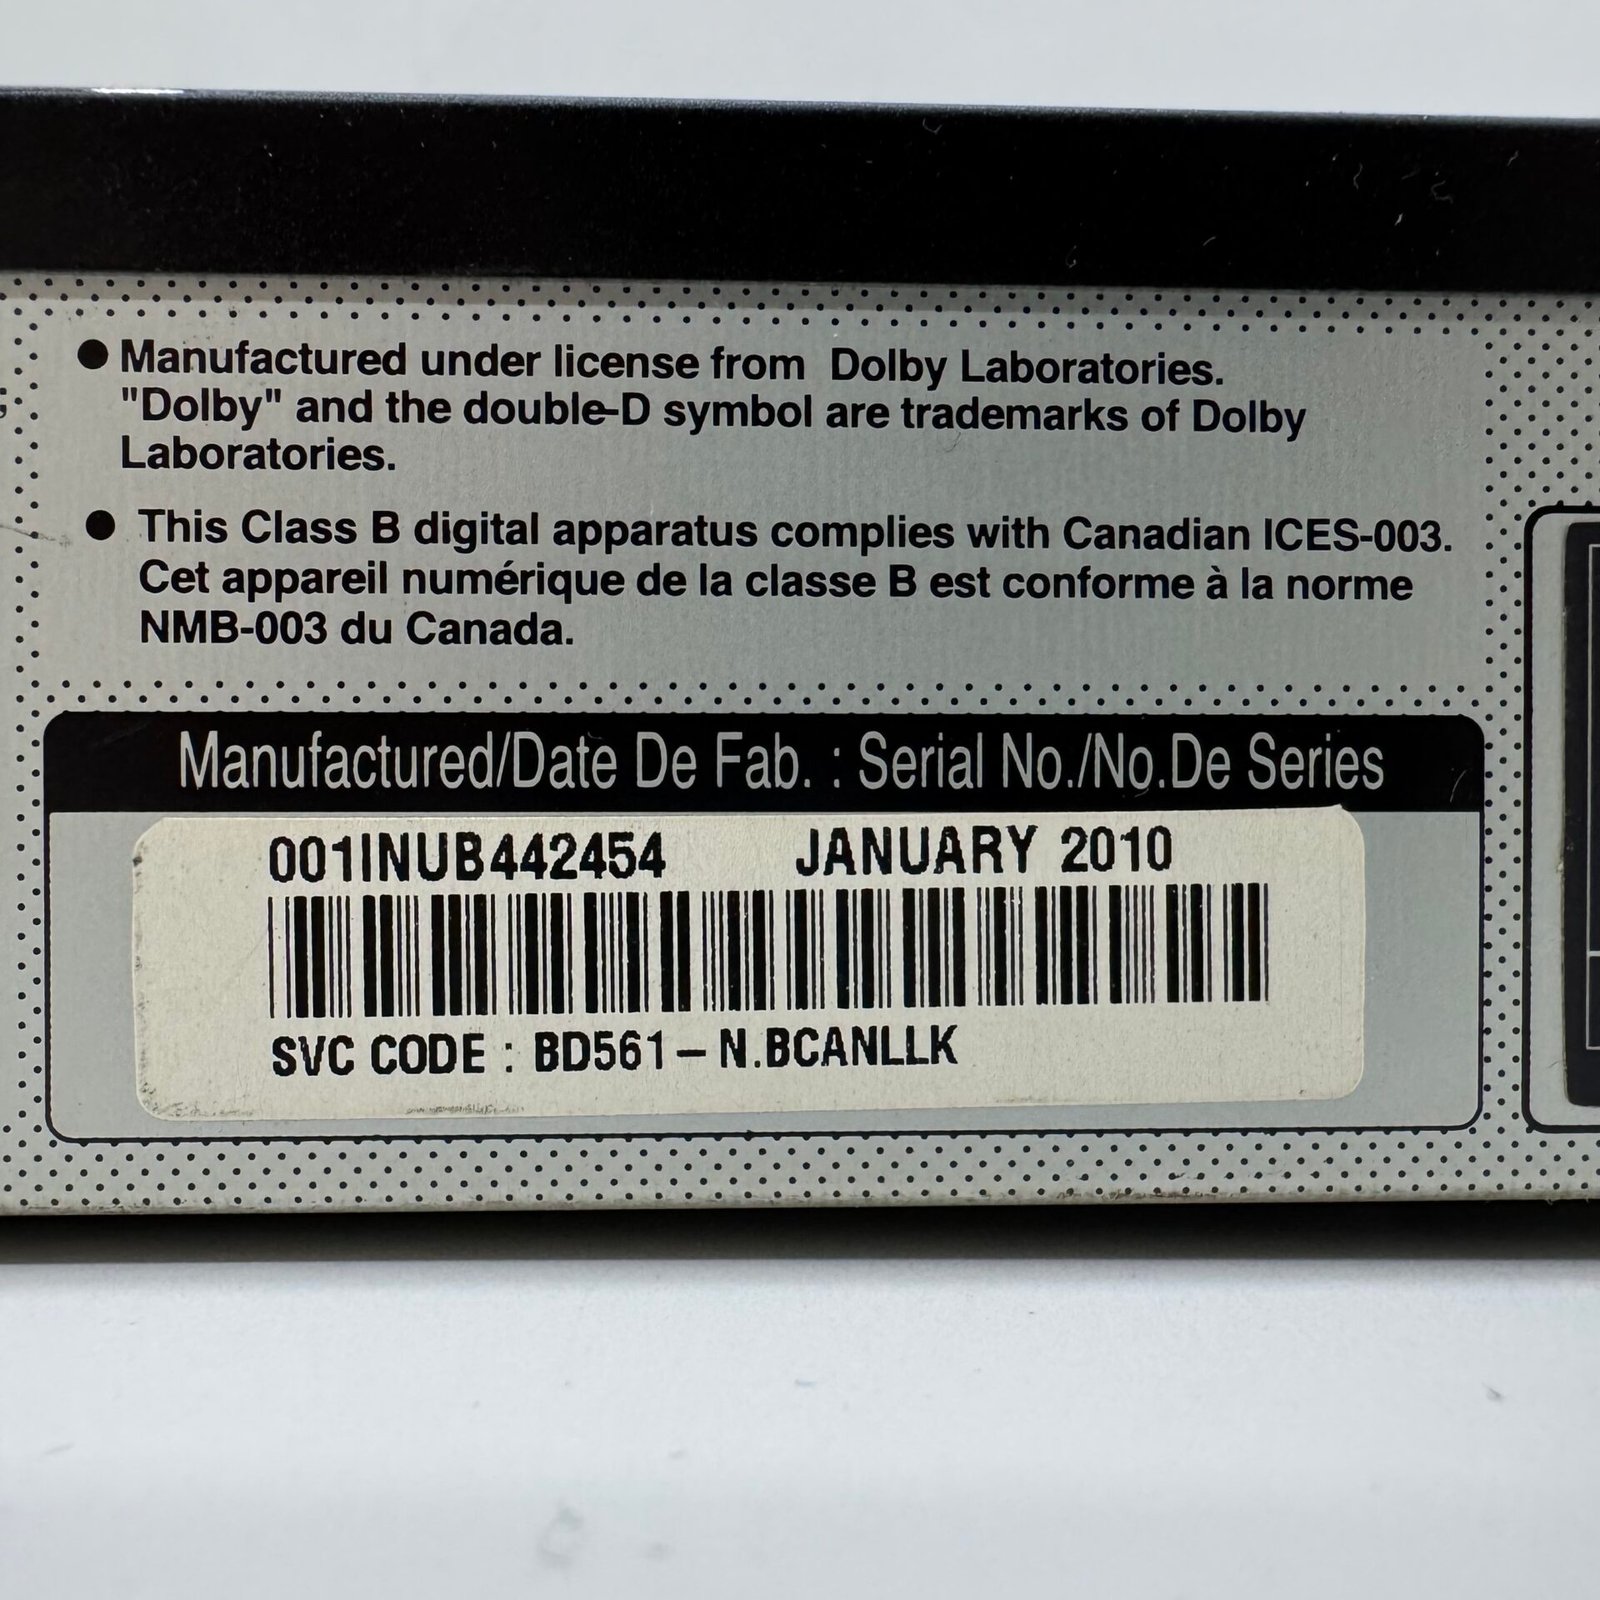 ● Manufactured under license from Dolby Laboratories.
"Dolby" and the double-D symbol are trademarks of Dolby
Laboratories.
● This Class B digital apparatus complies with Canadian ICES-003.
Cet appareil numérique de la classe B est conforme à la norme
NMB-003 du Canada.
Manufactured/Date De Fab. : Serial No./No.De Series
001INUB442454 JANUARY 2010
SVC CODE : BD561-N.BCANLLK